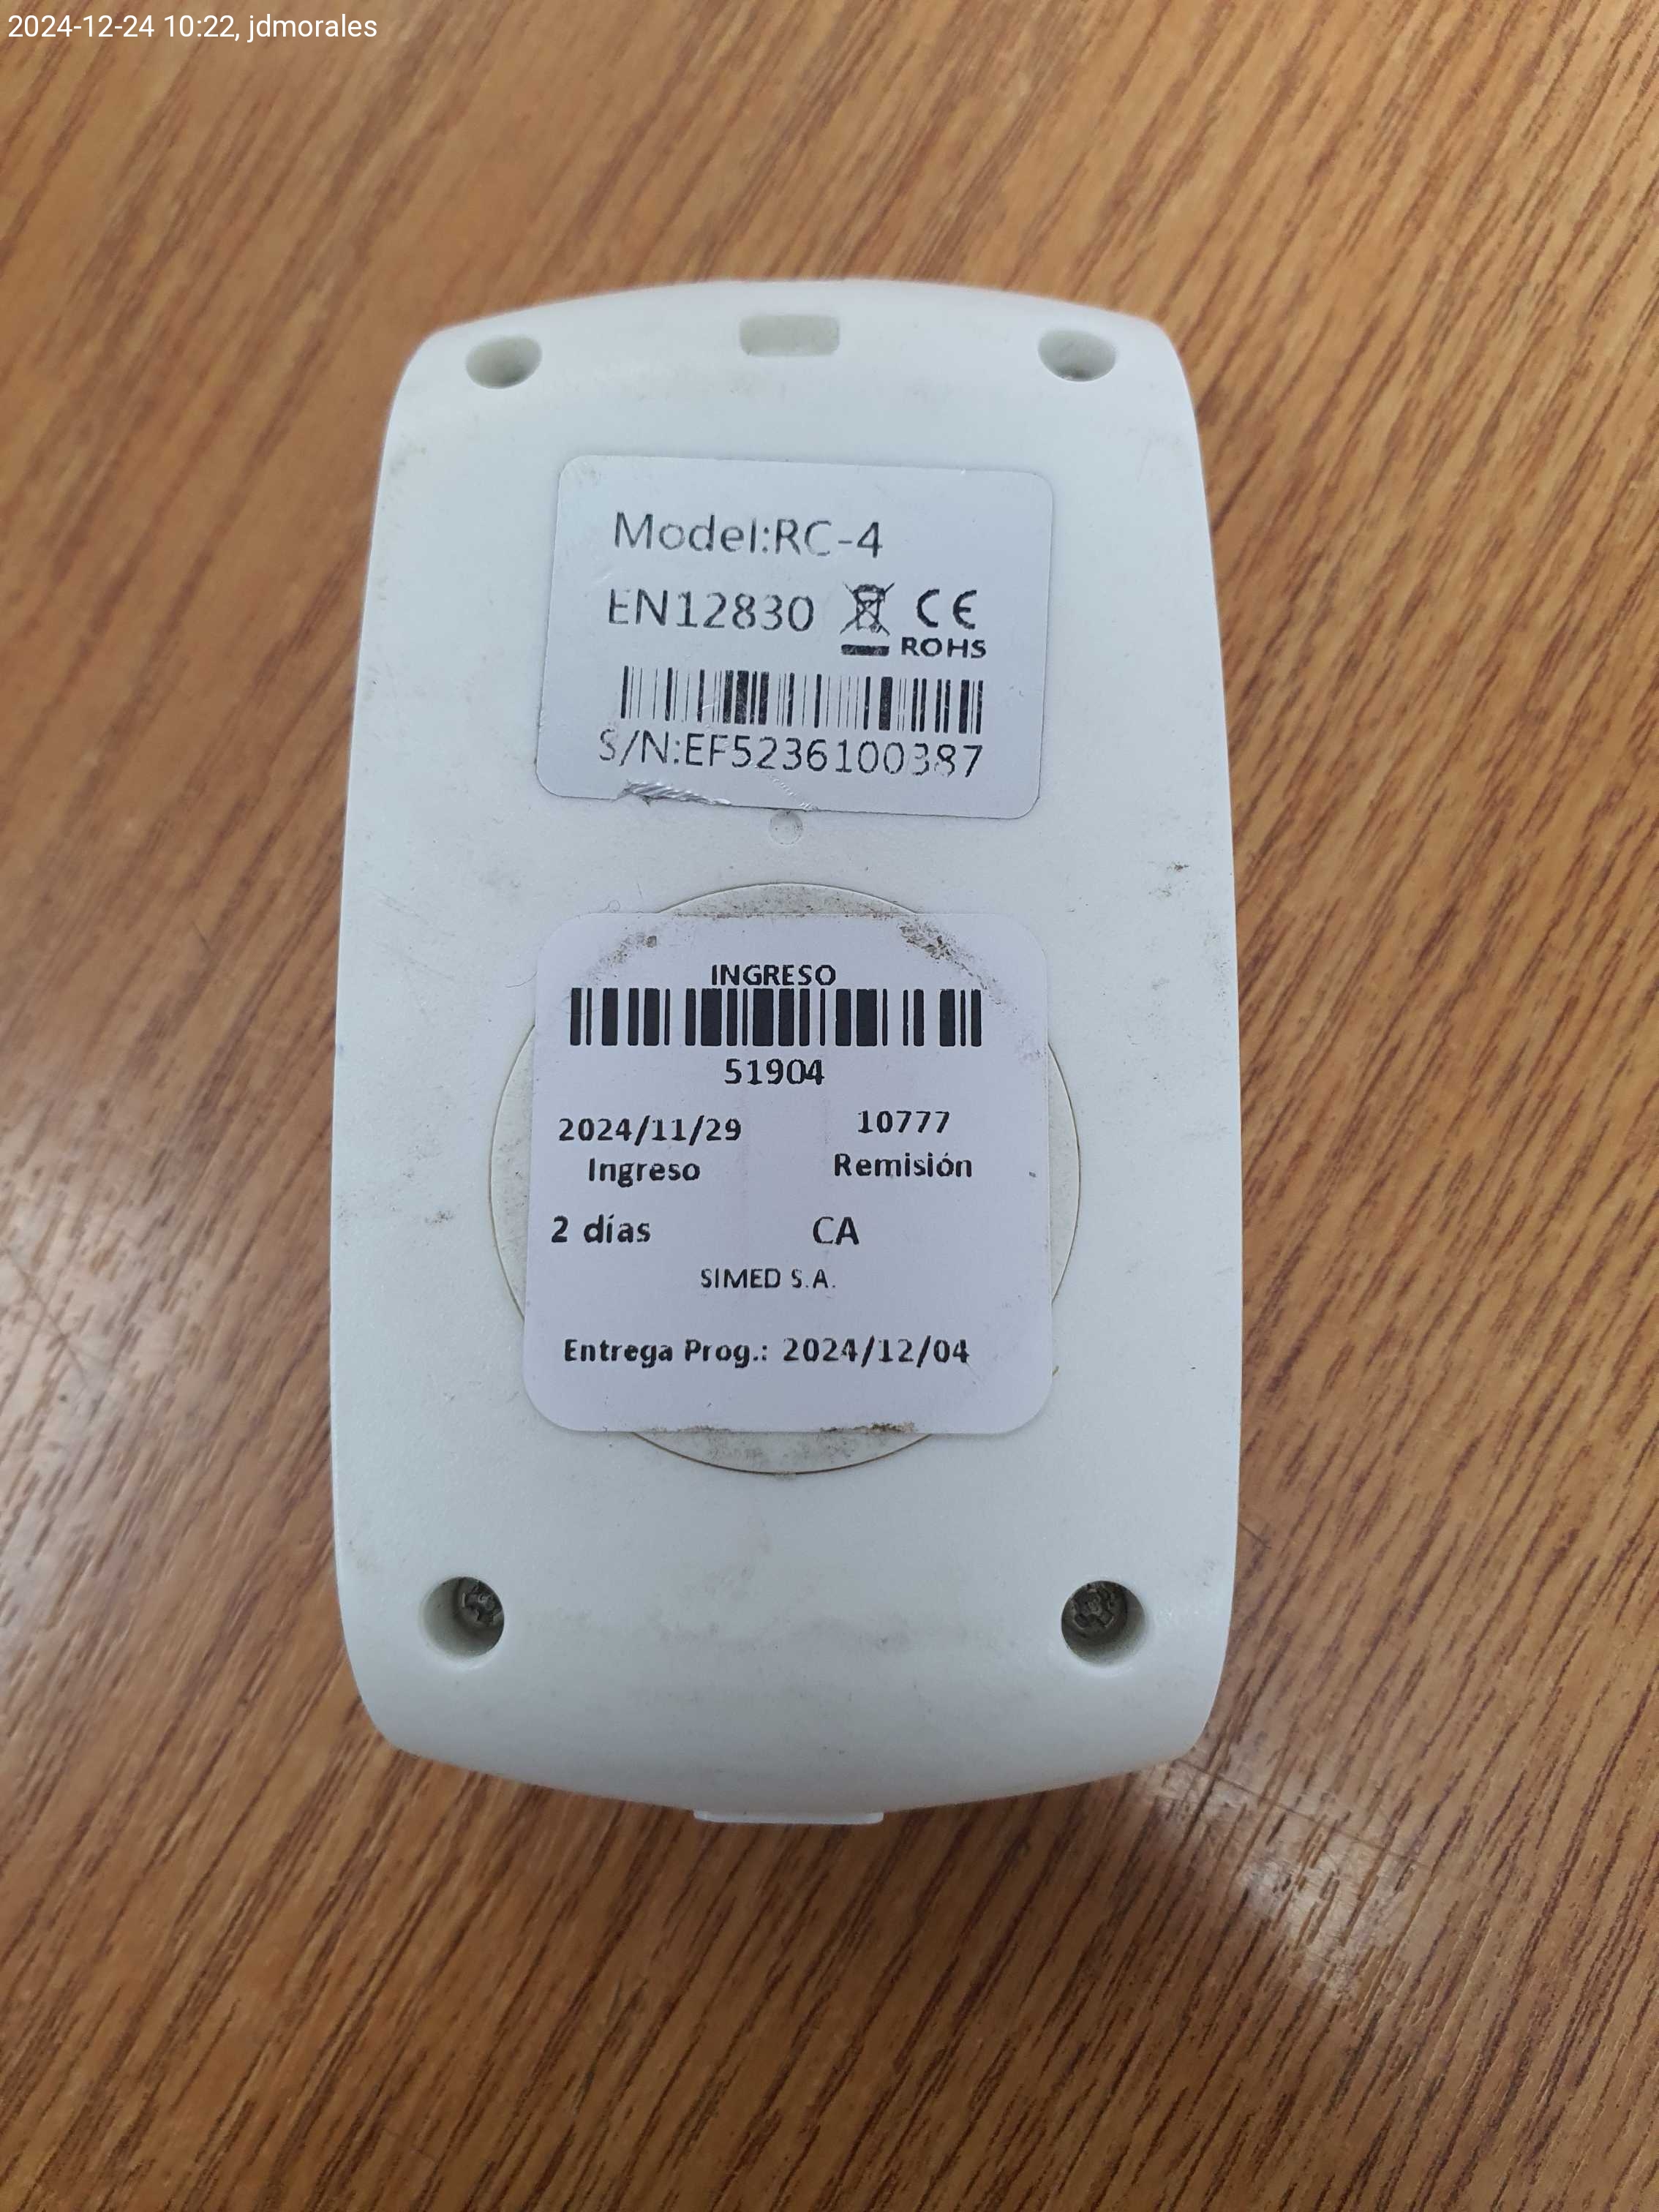 2024-12-24 10:22, jdmorales
Model:RC-4
EN12830 CE
ROHS
S/N:EF5236100387
INGRESO
51904
2024/11/29 10777
Ingreso Remisión
2 días CA
SIMED S.A.
Entrega Prog.: 2024/12/04